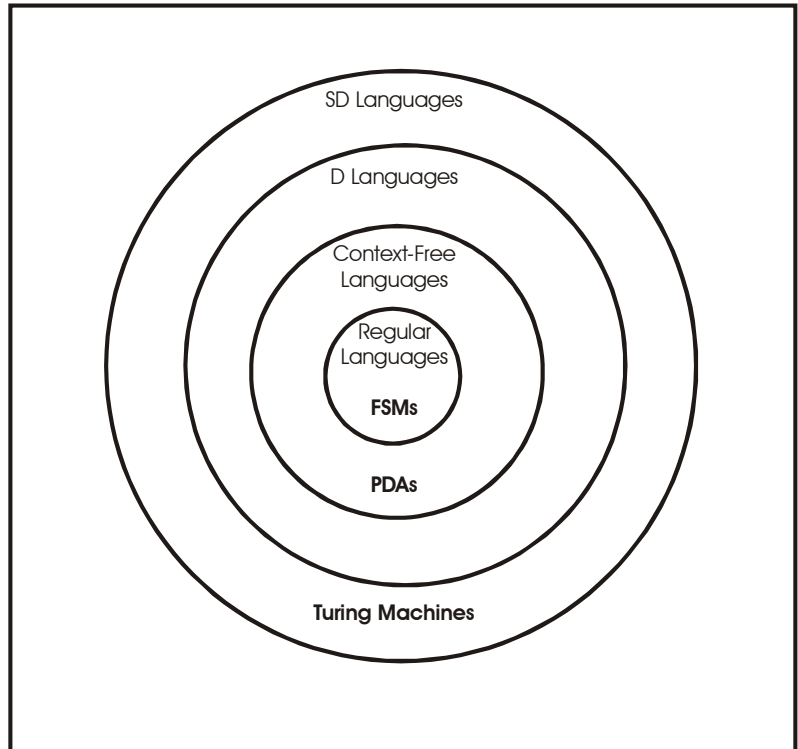 SD Languages
D Languages
Context-Free
Languages
Regular
Languages
FSMs
PDAs
Turing Machines